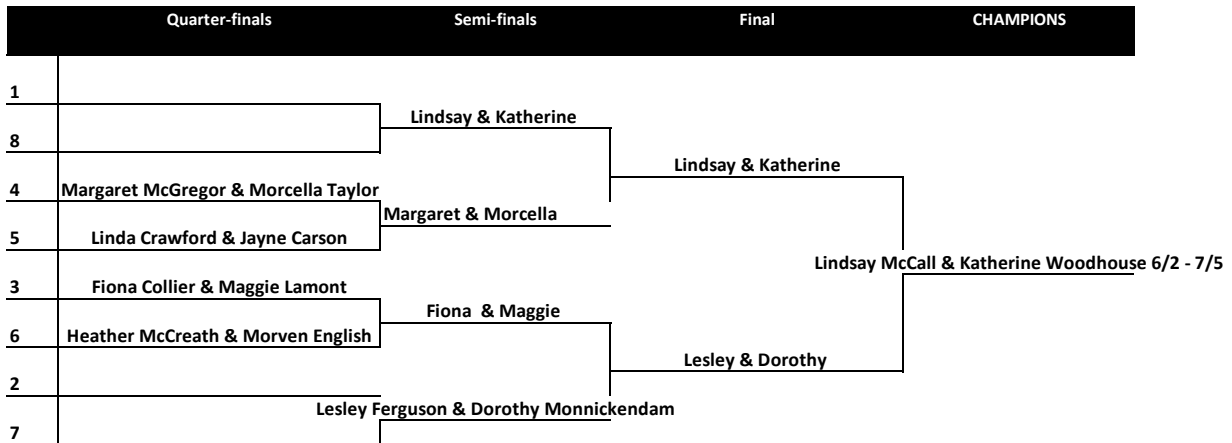 Quarter-finals Semi-finals Final CHAMPIONS
1
Lindsay & Katherine
8
Lindsay & Katherine
4 Margaret McGregor & Morcella Taylor
Margaret & Morcella
5 Linda Crawford & Jayne Carson
Lindsay McCall & Katherine Woodhouse 6/2 - 7/5
3 Fiona Collier & Maggie Lamont
Fiona & Maggie
6 Heather McCreath & Morven English
Lesley & Dorothy
2
Lesley Ferguson & Dorothy Monnickendam
7